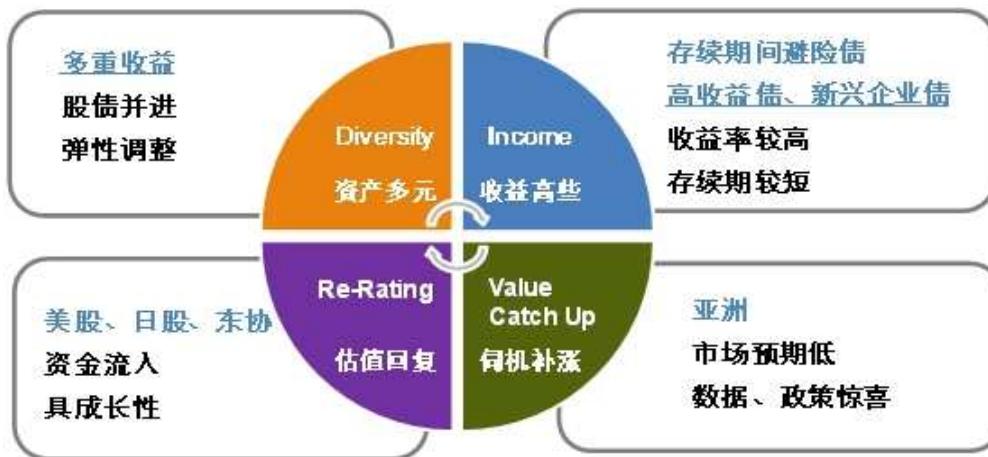 多重收益
股债并进
弹性调整
Diversity
資产多元
Income
收益高些
存续期间避险债
高收益债、新兴企业债
收益率较高
存续期较短
美股、日股、东协
资金流入
具成长性
Re-Rating
估值回复
Value
Catch Up
伺机补涨
亚洲
市场预期低
数据、政策惊喜